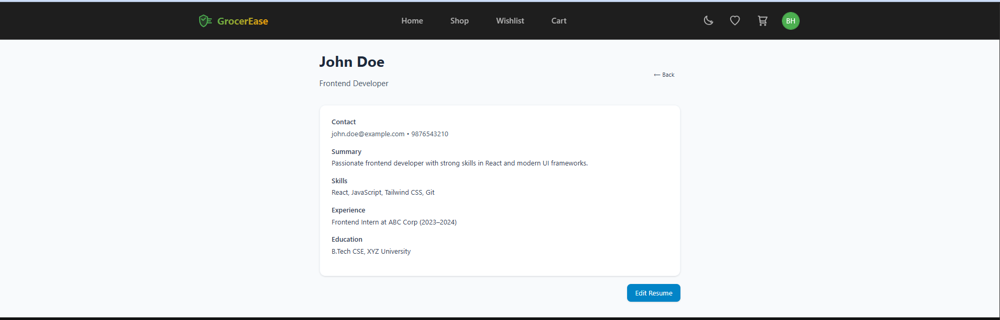 GrocerEase
Home Shop Wishlist Cart
BH
John Doe
← Back
Frontend Developer
Contact
john.doe@example.com • 9876543210
Summary
Passionate frontend developer with strong skills in React and modern UI frameworks.
Skills
React, JavaScript, Tailwind CSS, Git
Experience
Frontend Intern at ABC Corp (2023–2024)
Education
B.Tech CSE, XYZ University
Edit Resume